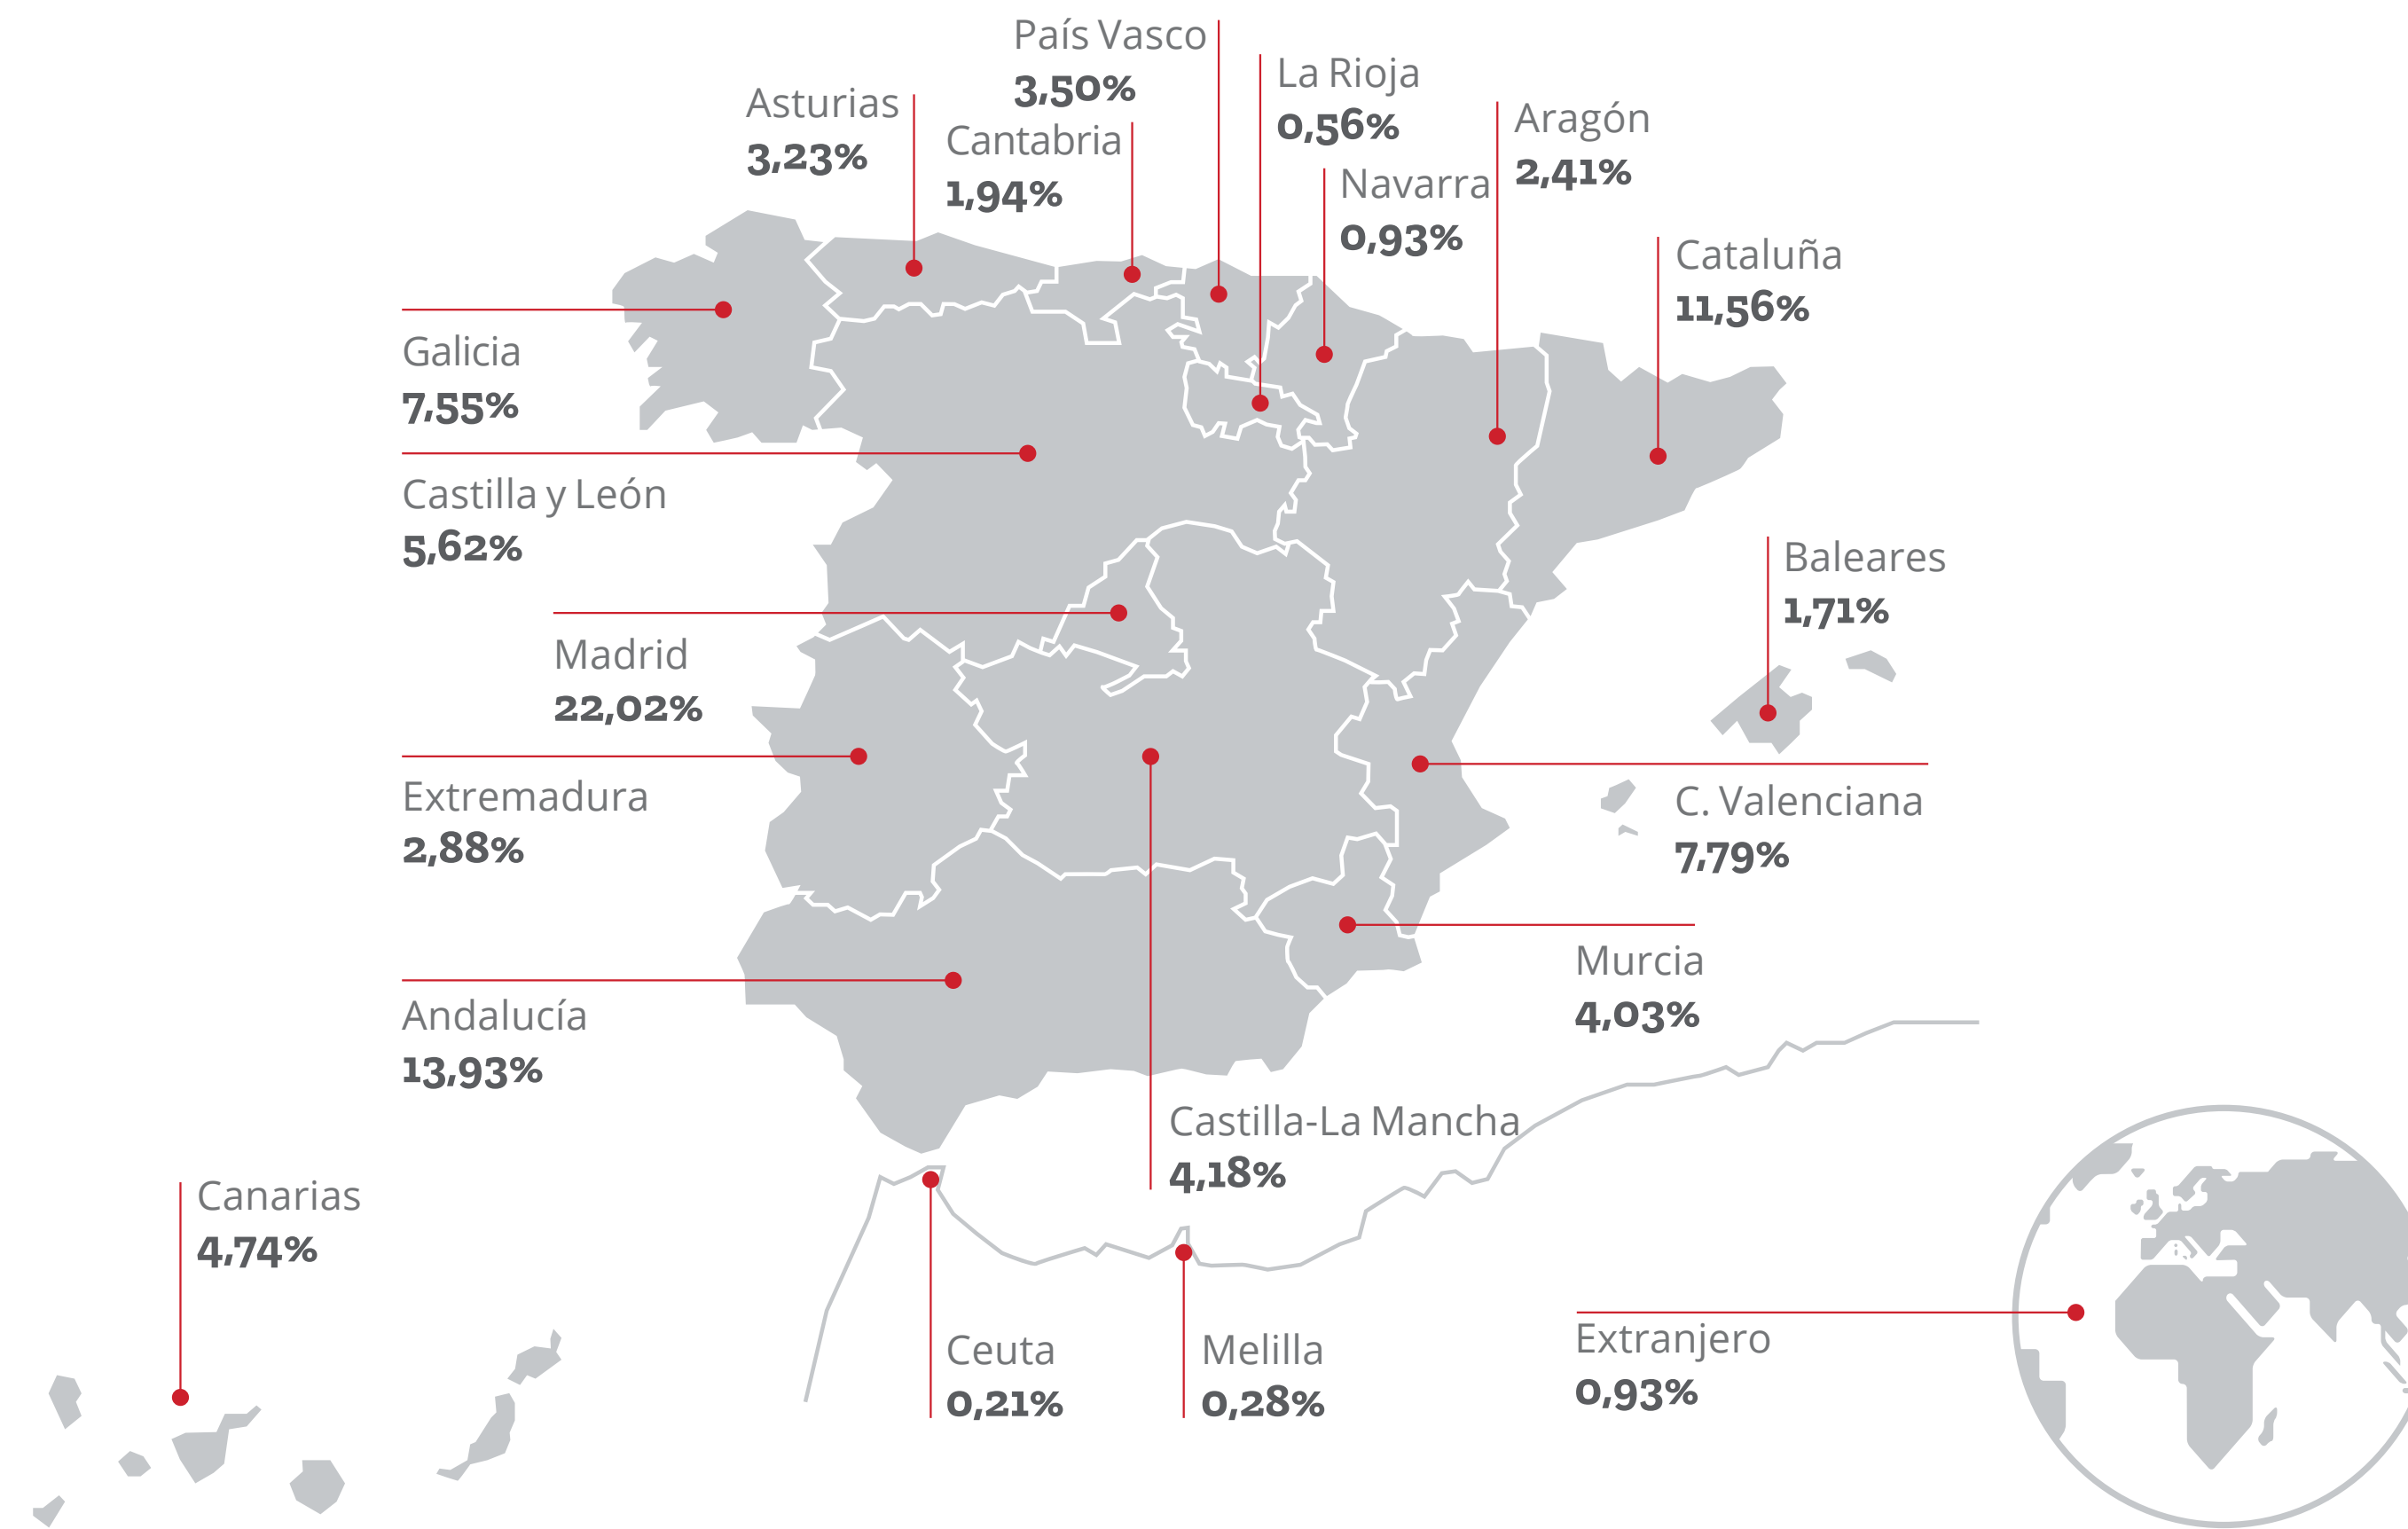 País Vasco
3,50%
La Rioja
0,56%
Asturias
3,23%
Cantabria
1,94%
Aragón
2,41%
Navarra
0,93%
Cataluña
11,56%
Galicia
7,55%
Castilla y León
5,62%
Baleares
1,71%
Madrid
22,02%
Extremadura
2,88%
C. Valenciana
7,79%
Murcia
4,03%
Andalucía
13,93%
Castilla-La Mancha
4,18%
Canarias
4,74%
Ceuta
0,21%
Melilla
0,28%
Extranjero
0,93%